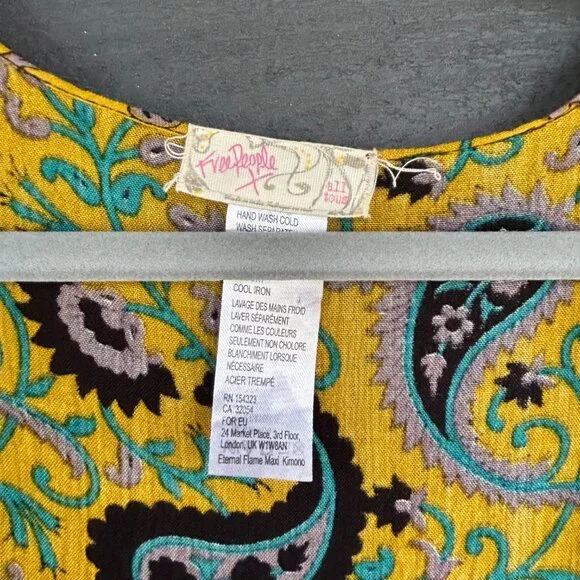 Free People
all
yours
HAND WASH COLD
WASH SEPARATE
COOL IRON
LAVAGE DES MAINS FROID
LAVER SÉPARÉMENT
COMME LES COULEURS
SEULEMENT NON CHOLORE
BLANCHIMENT LORSQUE
NÉCESSAIRE
ACIER TREMPÉ
RN 154323
CA 32054
FOR EU
24 Market Place, 3rd Floor,
London, UK W1W8AN
Eternal Flame Maxi Kimono